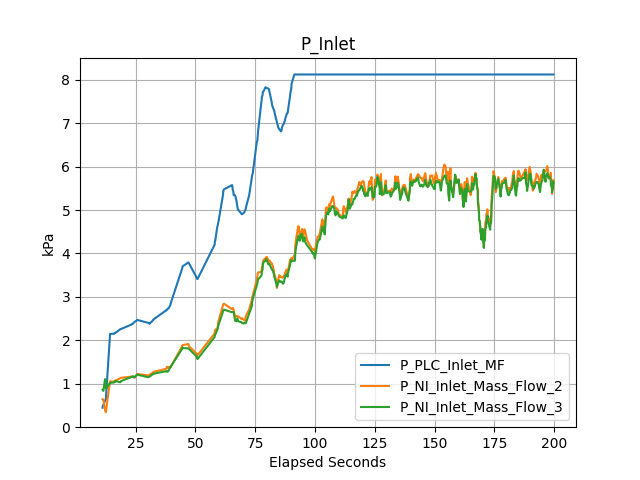 P_Inlet
8
7
6
5
4
3
2
1
0
kPa
25
50
75
100
125
150
175
200
Elapsed Seconds
P_PLC_Inlet_MF
P_NI_Inlet_Mass_Flow_2
P_NI_Inlet_Mass_Flow_3